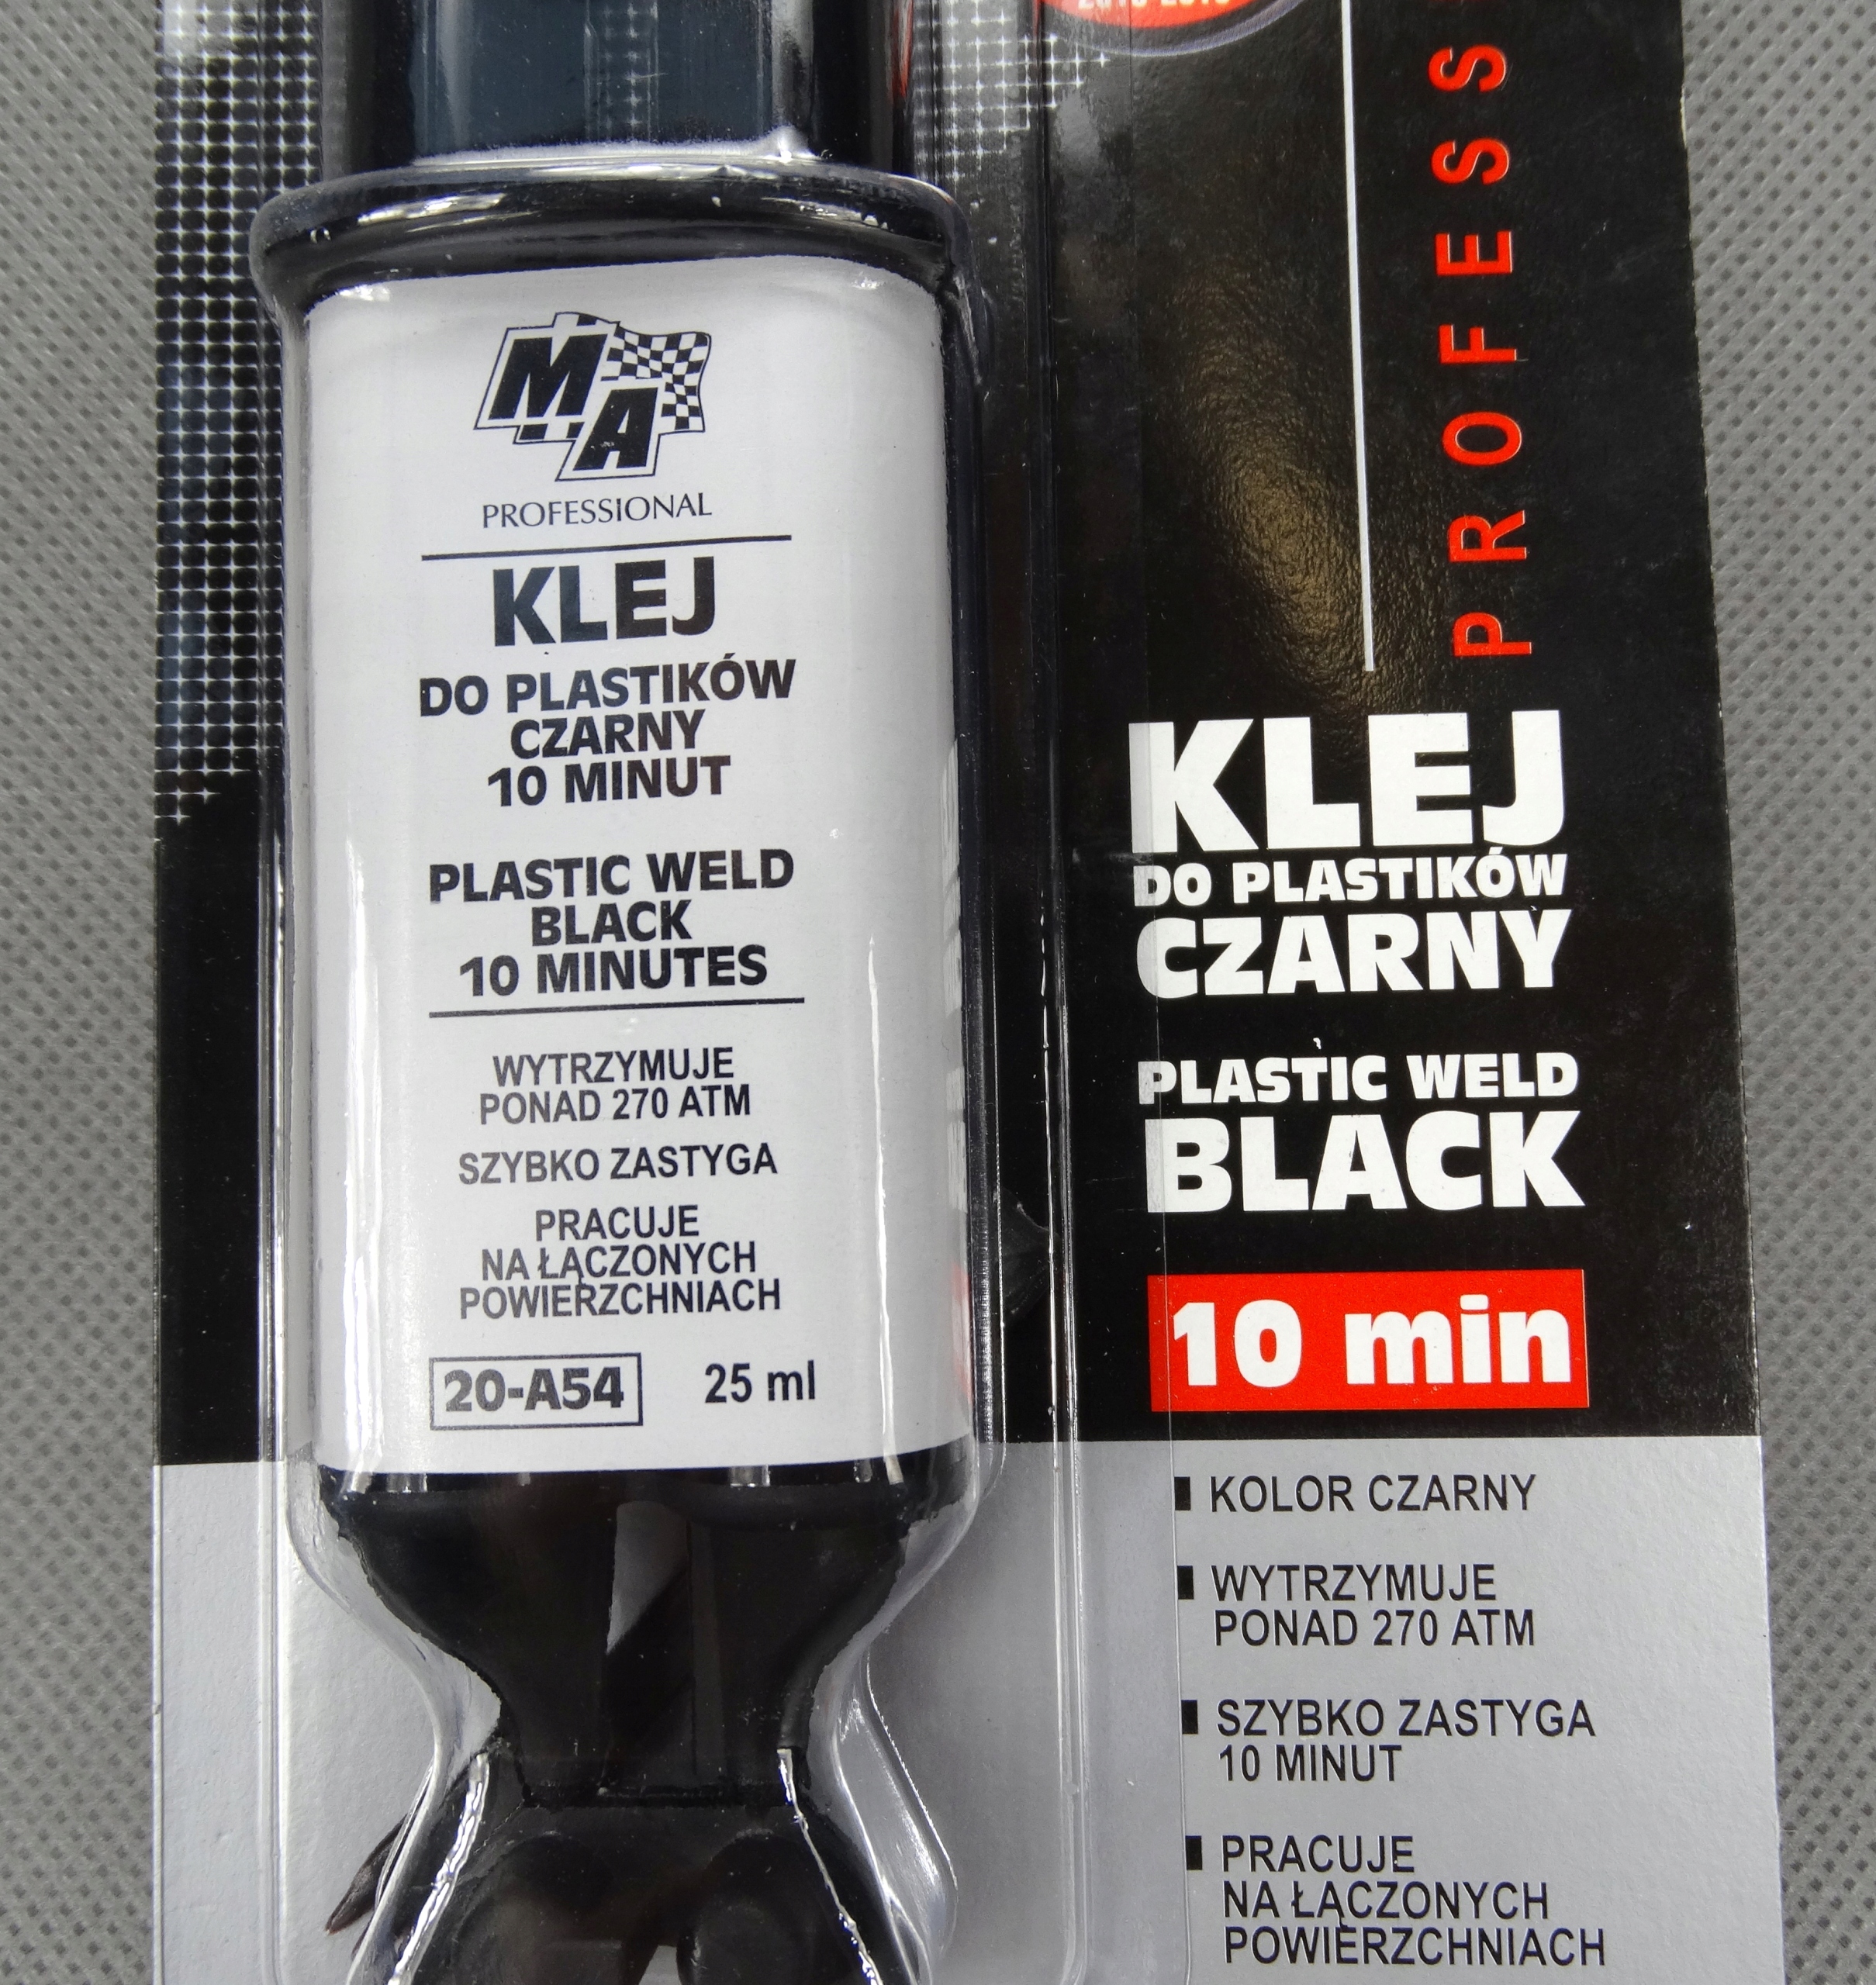 MA
PROFESSIONAL
KLEJ
DO PLASTIKÓW
CZARNY
10 MINUT
PLASTIC WELD
BLACK
10 MINUTES
WYTRZYMUJE
PONAD 270 ATM
SZYBKO ZASTYGA
PRACUJE
NA ŁĄCZONYCH
POWIERZCHNIACH
20-A54 25 ml
PROFESS
KLEJ
DO PLASTIKÓW
CZARNY
PLASTIC WELD
BLACK
10 min
KOLOR CZARNY
WYTRZYMUJE
PONAD 270 ATM
SZYBKO ZASTYGA
10 MINUT
PRACUJE
NA ŁĄCZONYCH
POWIERZCHNIACH